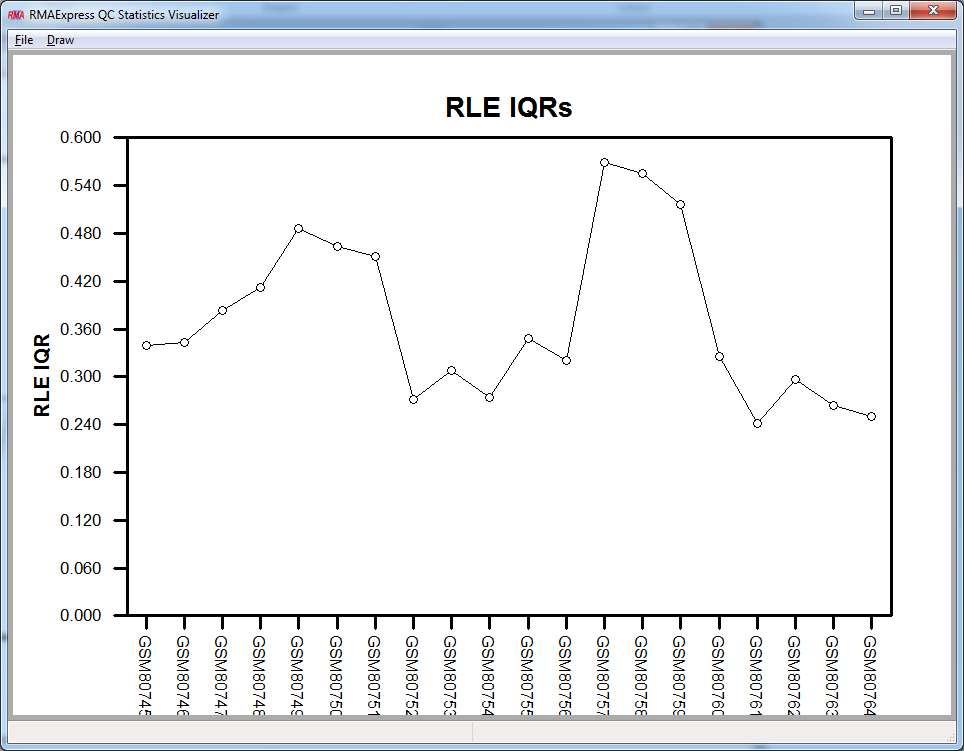 RMA RMAExpress QC Statistics Visualizer
File Draw
RLE IQRs
RLE IQR
0.600
0.540
0.480
0.420
0.360
0.300
0.240
0.180
0.120
0.060
0.000
GSM80745
GSM80746
GSM80747
GSM80748
GSM80749
GSM80750
GSM80751
GSM80752
GSM80753
GSM80754
GSM80755
GSM80756
GSM80757
GSM80758
GSM80759
GSM80760
GSM80761
GSM80762
GSM80763
GSM80764